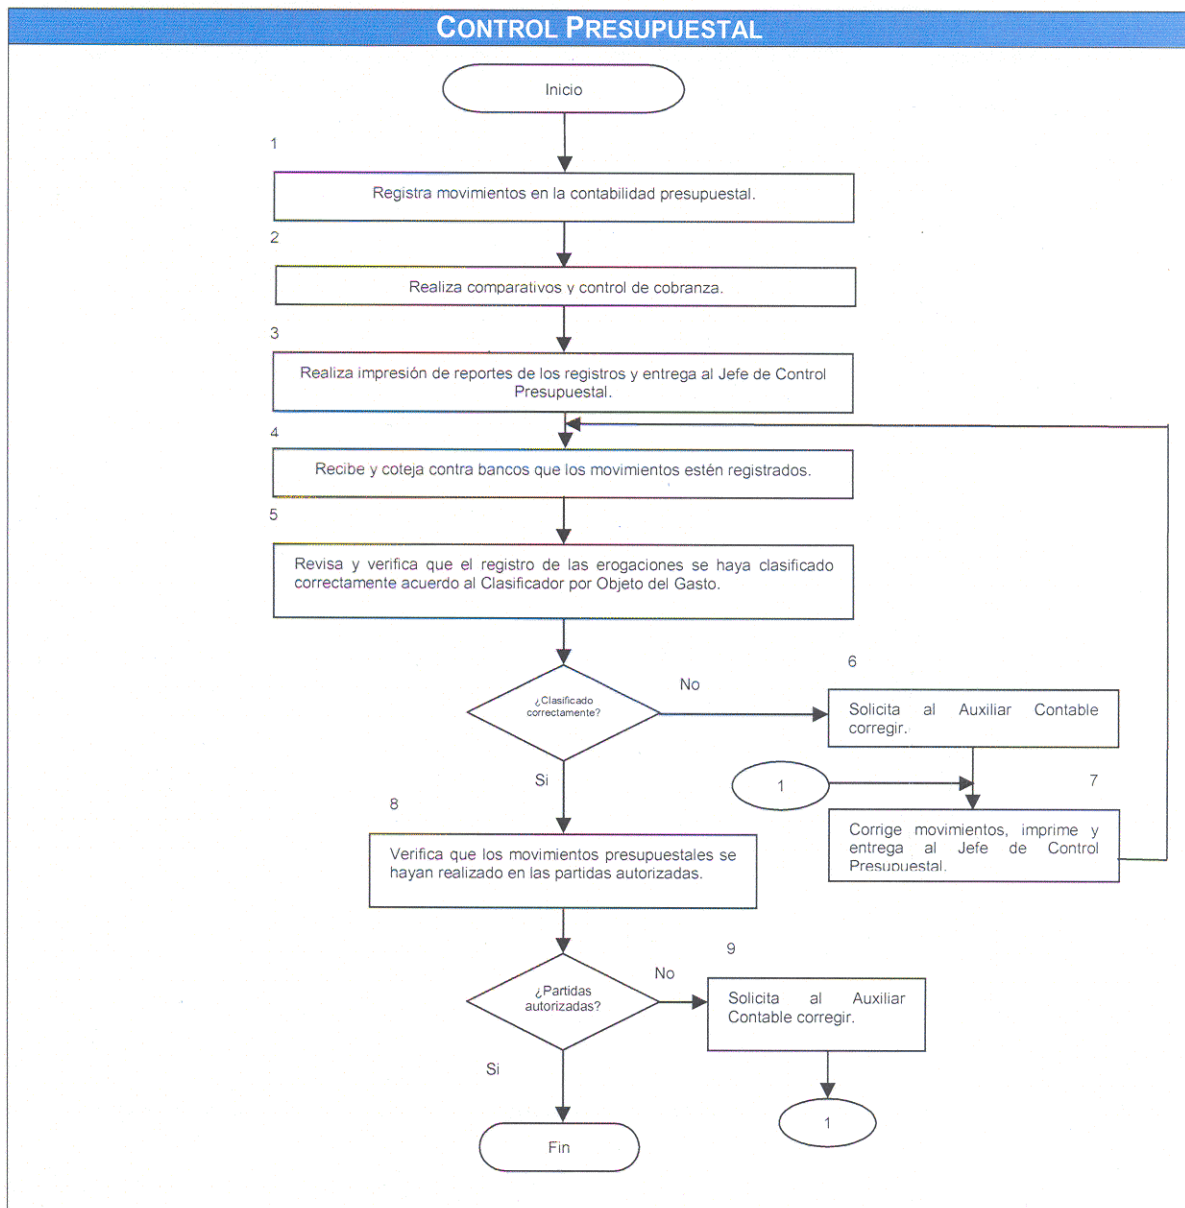 CONTROL PRESUPUESTAL
Inicio
1
Registra movimientos en la contabilidad presupuestal.
2
Realiza comparativos y control de cobranza.
3
Realiza impresión de reportes de los registros y entrega al Jefe de Control
Presupuestal.
4
Recibe y coteja contra bancos que los movimientos estén registrados.
5
Revisa y verifica que el registro de las erogaciones se haya clasificado
correctamente acuerdo al Clasificador por Objeto del Gasto.
¿Clasificado
correctamente?
No
6
Solicita al Auxiliar Contable
corregir.
Si
1
7
Corrige movimientos, imprime y
entrega al Jefe de Control
Presupuestal.
8
Verifica que los movimientos presupuestales se
hayan realizado en las partidas autorizadas.
¿Partidas
autorizadas?
No
9
Solicita al Auxiliar
Contable corregir.
Si
1
Fin